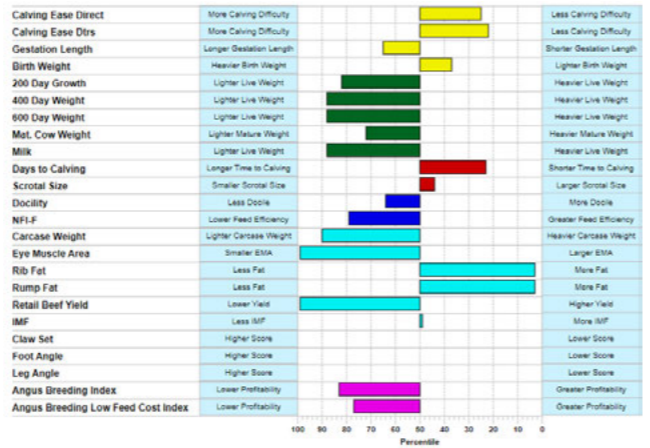 Calving Ease Direct More Calving Difficulty Less Calving Difficulty
Calving Ease Dtrs More Calving Difficulty Less Calving Difficulty
Gestation Length Longer Gestation Length Shorter Gestation Length
Birth Weight Heavier Birth Weight Lighter Birth Weight
200 Day Growth Lighter Live Weight Heavier Live Weight
400 Day Weight Lighter Live Weight Heavier Live Weight
600 Day Weight Lighter Live Weight Heavier Live Weight
Mat. Cow Weight Lighter Mature Weight Heavier Mature Weight
Milk Lighter Live Weight Heavier Live Weight
Days to Calving Longer Time to Calving Shorter Time to Calving
Scrotal Size Smaller Scrotal Size Larger Scrotal Size
Docility Less Docile More Docile
NFI-F Lower Feed Efficiency Greater Feed Efficiency
Carcase Weight Lighter Carcase Weight Heavier Carcase Weight
Eye Muscle Area Smaller EMA Larger EMA
Rib Fat Less Fat More Fat
Rump Fat Less Fat More Fat
Retail Beef Yield Lower Yield Higher Yield
IMF Less IMF More IMF
Claw Set Higher Score Lower Score
Foot Angle Higher Score Lower Score
Leg Angle Higher Score Lower Score
Angus Breeding Index Lower Profitability Greater Profitability
Angus Breeding Low Feed Cost Index Lower Profitability Greater Profitability
100 90 80 70 60 50 40 30 20 10 0
Percentile